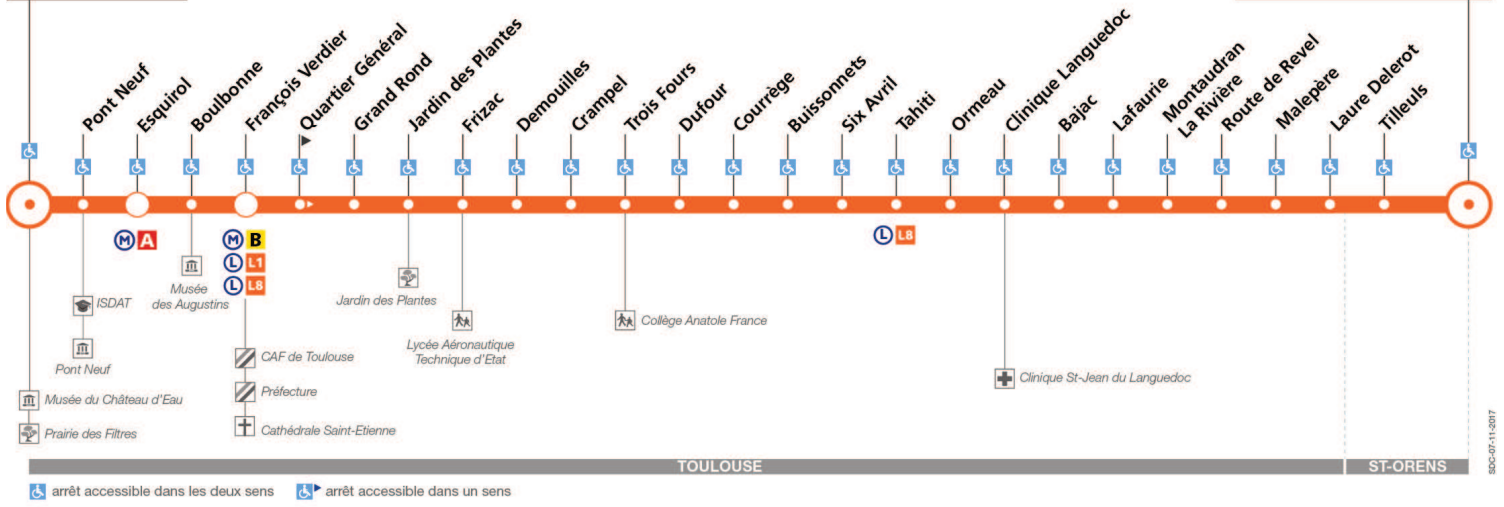 Pont Neuf
Esquirol
Boulbonne
François Verdier
Quartier Général
Grand Rond
Jardin des Plantes
Frizac
Demouilles
Crampel
Trois Fours
Dufour
Courrège
Buissonnets
Six Avril
Tahiti
Ormeau
Clinique Languedoc
Bajac
Lafaurie
Montaudran
La Rivière
Route de Revel
Malepère
Laure Delerot
Tilleuls
M A
M B
L L1
L L8
L L8
Musée
des Augustins
ISDAT
Pont Neuf
Musée du Château d'Eau
Prairie des Filtres
CAF de Toulouse
Préfecture
Cathédrale Saint-Etienne
Jardin des Plantes
Lycée Aéronautique
Technique d'Etat
Collège Anatole France
Clinique St-Jean du Languedoc
TOULOUSE
ST-ORENS
arrêt accessible dans les deux sens
arrêt accessible dans un sens
SDC-07-11-2017